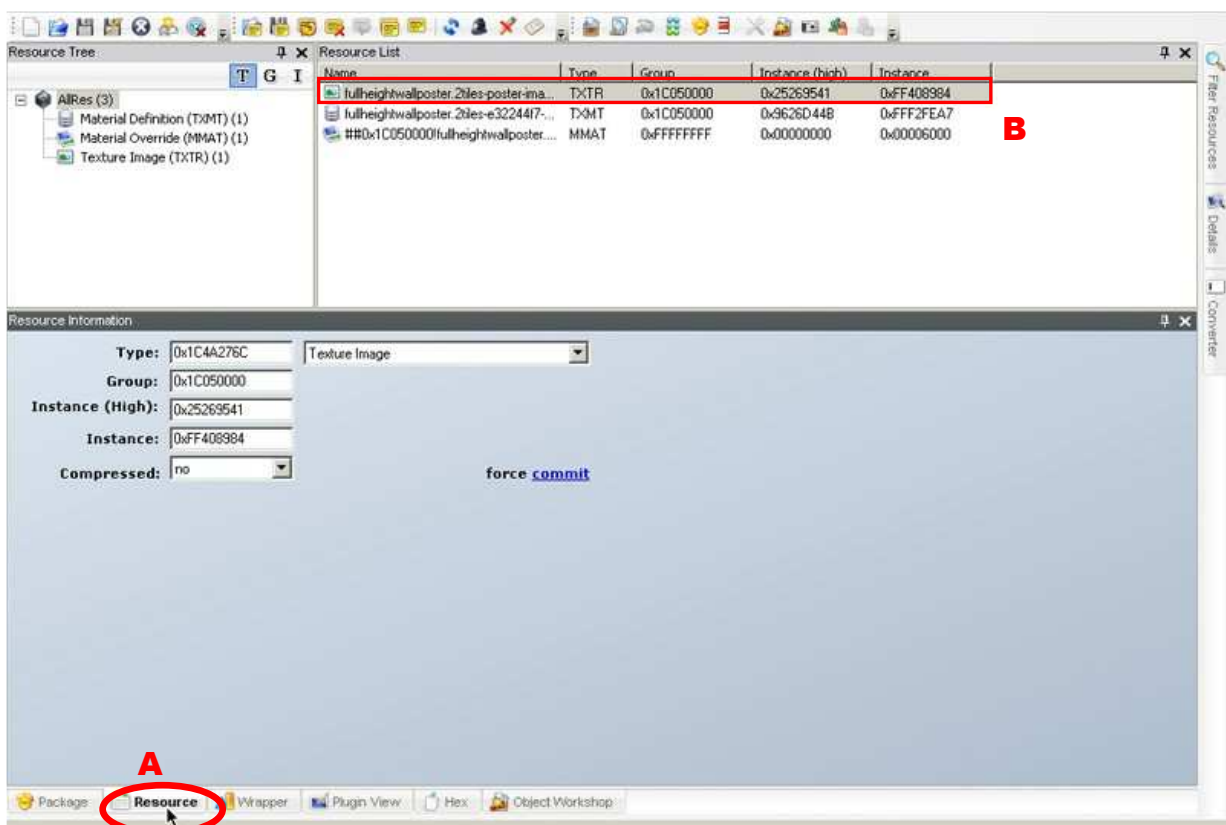 Resource Tree
Resource List
T G I
AllRes (3)
Material Definition (TXMT) (1)
Material Override (MMAT) (1)
Texture Image (TXTR) (1)
Name Type Group Instance (high) Instance
fullheightwallposter.2tiles-poster-ima... TXTR 0x1C050000 0x25269541 0xFF408984
fullheightwallposter.2tiles-e32244f7-... TXMT 0x1C050000 0x9626D44B 0xFFF2FEA7
##0x1C050000!fullheightwallposter.... MMAT 0xFFFFFFFF 0x00000000 0x00006000
B
Filter Resources
Details
Converter
Resource Information
Type: 0x1C4A276C Texture Image
Group: 0x1C050000
Instance (High): 0x25269541
Instance: 0xFF408984
Compressed: no
force commit
A
Package Resource Wrapper Plugin View Hex Object Workshop